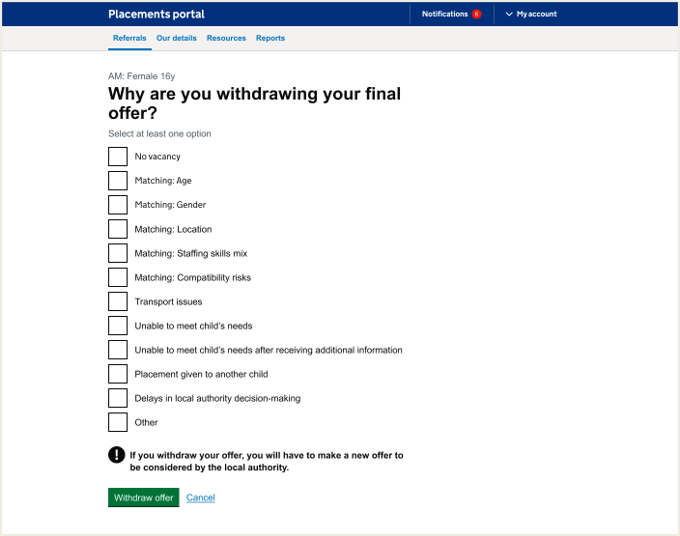 Placements portal
Notifications
My account
Referrals Our details Resources Reports
AM: Female 16y
Why are you withdrawing your final
offer?
Select at least one option
No vacancy
Matching: Age
Matching: Gender
Matching: Location
Matching: Staffing skills mix
Matching: Compatibility risks
Transport issues
Unable to meet child's needs
Unable to meet child's needs after receiving additional information
Placement given to another child
Delays in local authority decision-making
Other
! If you withdraw your offer, you will have to make a new offer to
be considered by the local authority.
Withdraw offer Cancel